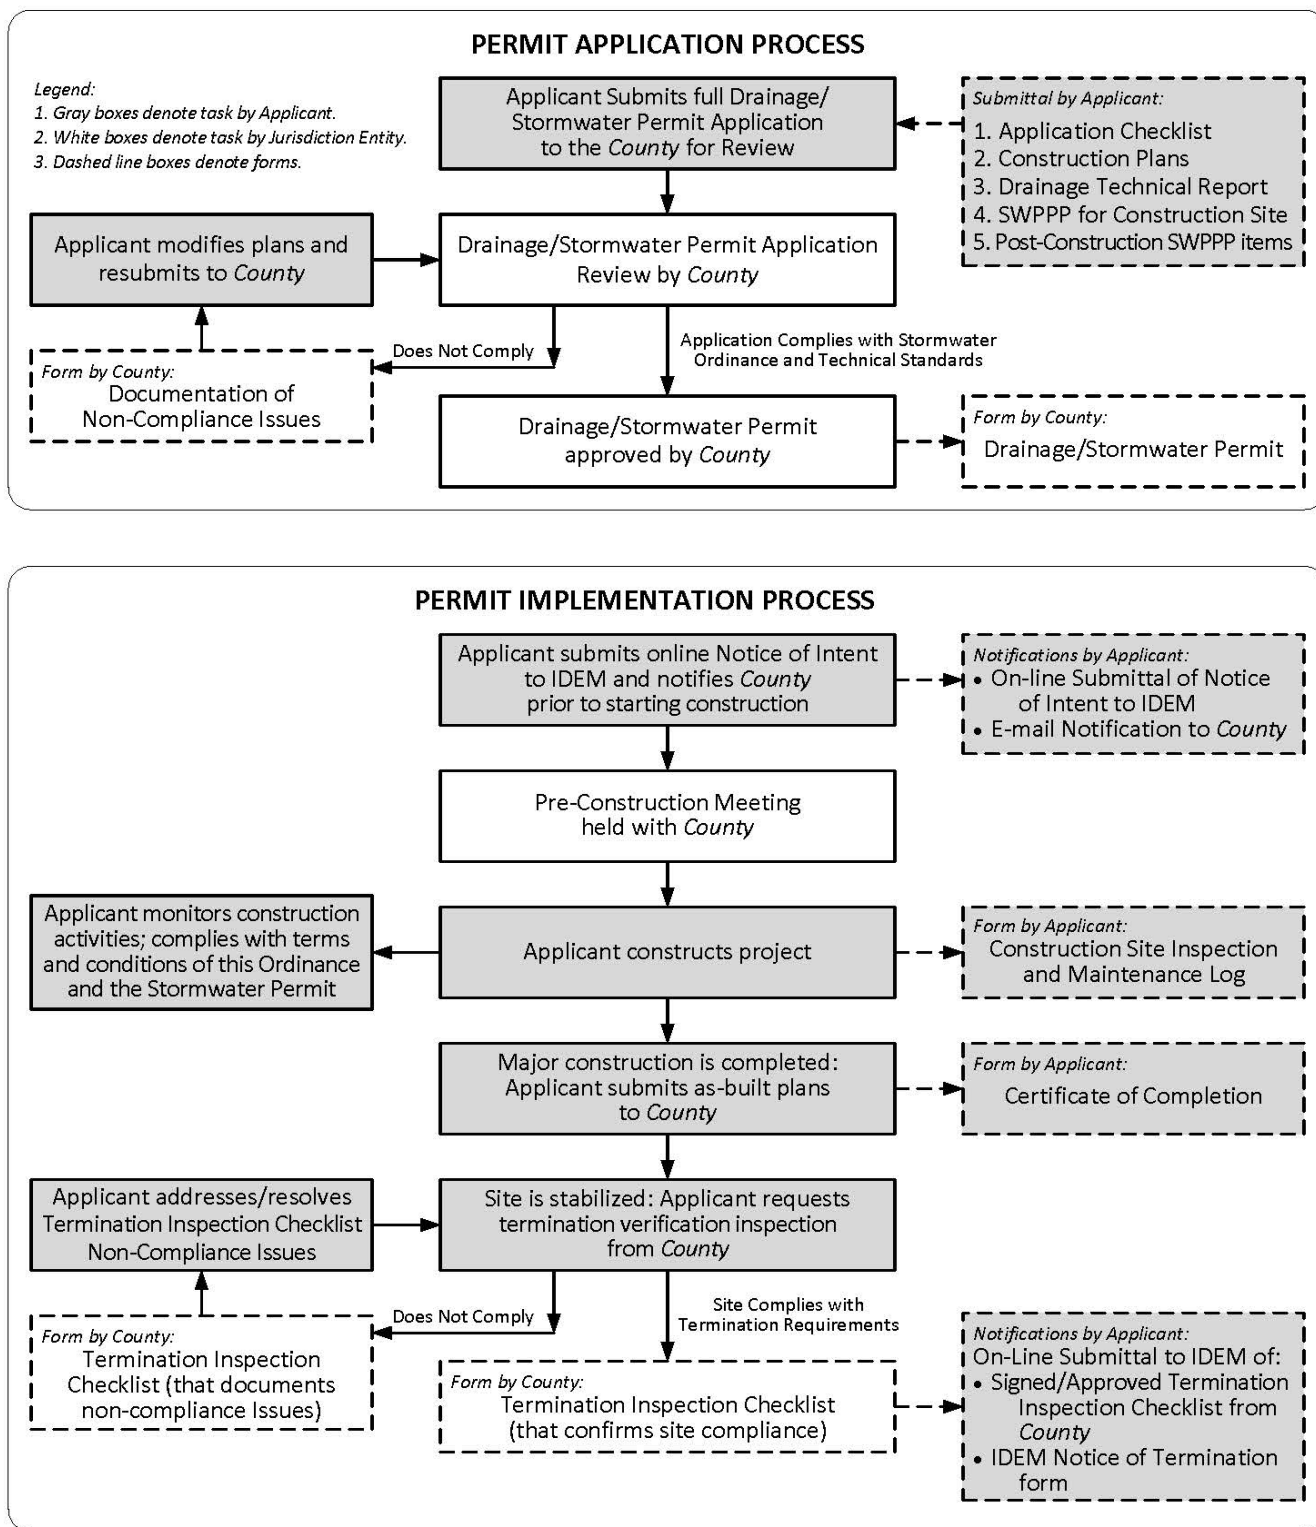 PERMIT APPLICATION PROCESS
Legend:
1. Gray boxes denote task by Applicant.
2. White boxes denote task by Jurisdiction Entity.
3. Dashed line boxes denote forms.
Applicant Submits full Drainage/
Stormwater Permit Application
to the County for Review
Submittal by Applicant:
1. Application Checklist
2. Construction Plans
3. Drainage Technical Report
4. SWPPP for Construction Site
5. Post-Construction SWPPP items
Applicant modifies plans and
resubmits to County
Drainage/Stormwater Permit Application
Review by County
Does Not Comply
Application Complies with Stormwater
Ordinance and Technical Standards
Form by County:
Documentation of
Non-Compliance Issues
Drainage/Stormwater Permit
approved by County
Form by County:
Drainage/Stormwater Permit
PERMIT IMPLEMENTATION PROCESS
Applicant submits online Notice of Intent
to IDEM and notifies County
prior to starting construction
Notifications by Applicant:
• On-line Submittal of Notice
of Intent to IDEM
• E-mail Notification to County
Pre-Construction Meeting
held with County
Applicant monitors construction
activities; complies with terms
and conditions of this Ordinance
and the Stormwater Permit
Applicant constructs project
Form by Applicant:
Construction Site Inspection
and Maintenance Log
Major construction is completed:
Applicant submits as-built plans
to County
Form by Applicant:
Certificate of Completion
Applicant addresses/resolves
Termination Inspection Checklist
Non-Compliance Issues
Site is stabilized: Applicant requests
termination verification inspection
from County
Does Not Comply
Site Complies with
Termination Requirements
Form by County:
Termination Inspection
Checklist (that documents
non-compliance Issues)
Form by County:
Termination Inspection Checklist
(that confirms site compliance)
Notifications by Applicant:
On-Line Submittal to IDEM of:
• Signed/Approved Termination
Inspection Checklist from
County
• IDEM Notice of Termination
form